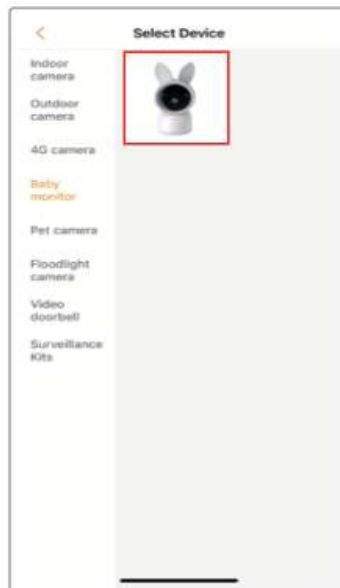 Select Device
Indoor
camera
Outdoor
camera
4G camera
Baby
monitor
Pet camera
Floodlight
camera
Video
doorbell
Surveillance
Kits